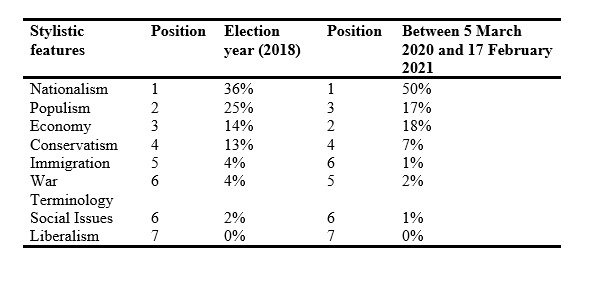 Stylistic features Position Election year (2018) Position Between 5 March 2020 and 17 February 2021
Nationalism 1 36% 1 50%
Populism 2 25% 3 17%
Economy 3 14% 2 18%
Conservatism 4 13% 4 7%
Immigration 5 4% 6 1%
War Terminology 6 4% 5 2%
Social Issues 6 2% 6 1%
Liberalism 7 0% 7 0%